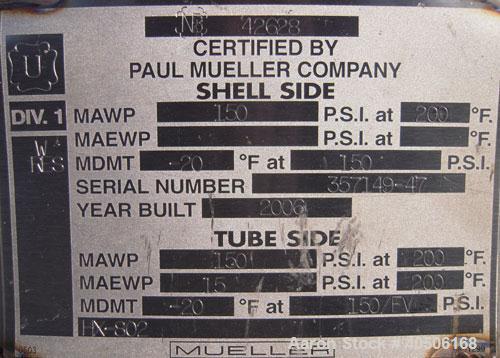 NB 42628
CERTIFIED BY
PAUL MUELLER COMPANY
SHELL SIDE
U
DIV. 1
W
RES
MAWP 150 P.S.I. at 200 °F.
MAEWP P.S.I. at °F.
MDMT -20 °F at 150 P.S.I.
SERIAL NUMBER 357149-47
YEAR BUILT 2006
TUBE SIDE
MAWP 150 P.S.I. at 200 °F.
MAEWP 15 P.S.I. at 200 °F.
MDMT -20 °F at 150/FV P.S.I.
HX-802
MUELLER
Aaron Stock # 40506168